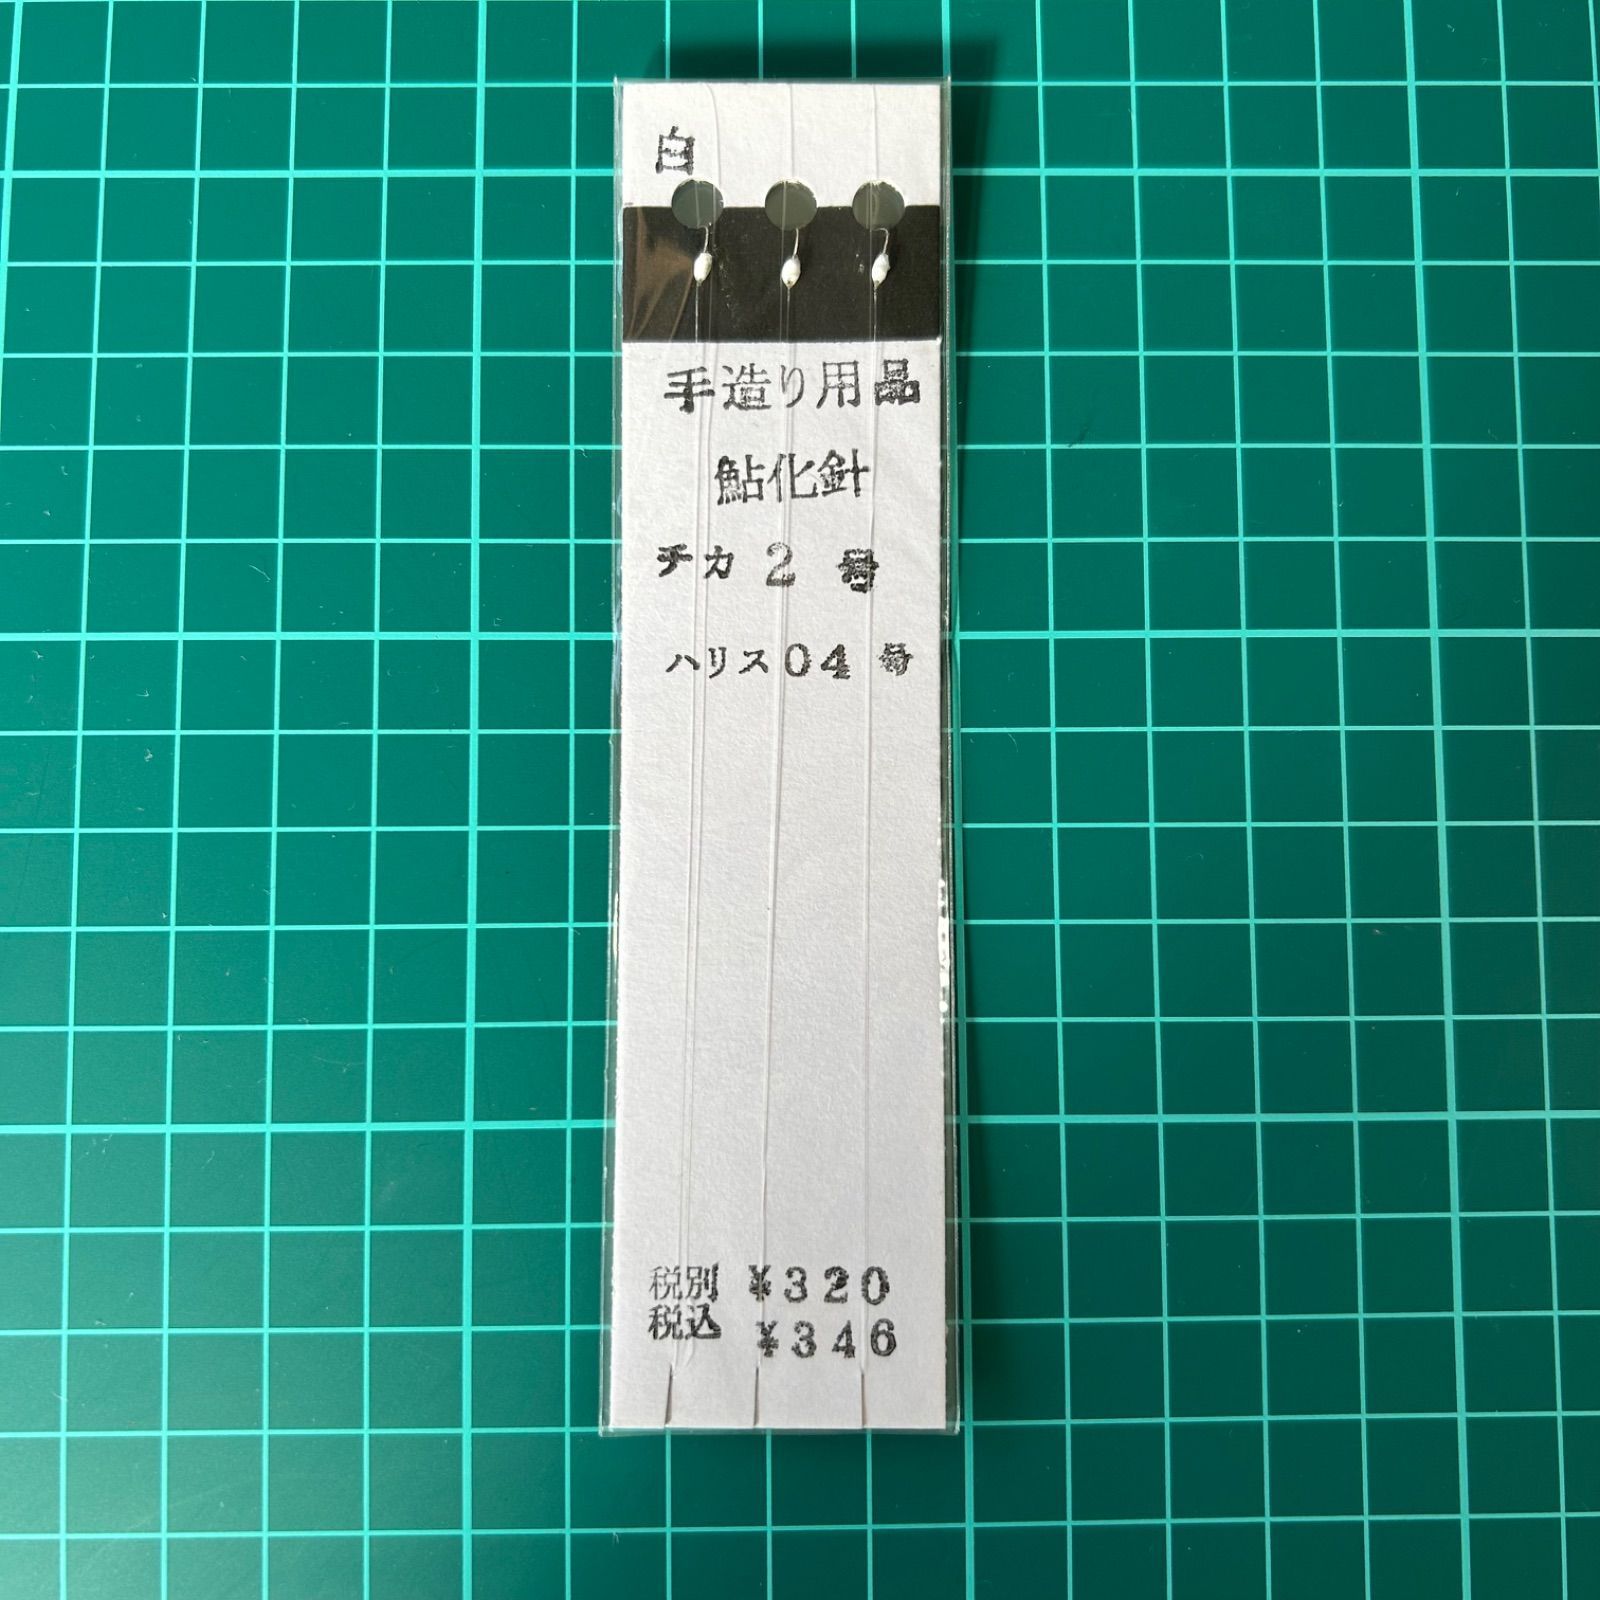 白
手造り用品
鮎化針
チカ 2 号
ハリス 04 号
税別 ¥320
税込 ¥346